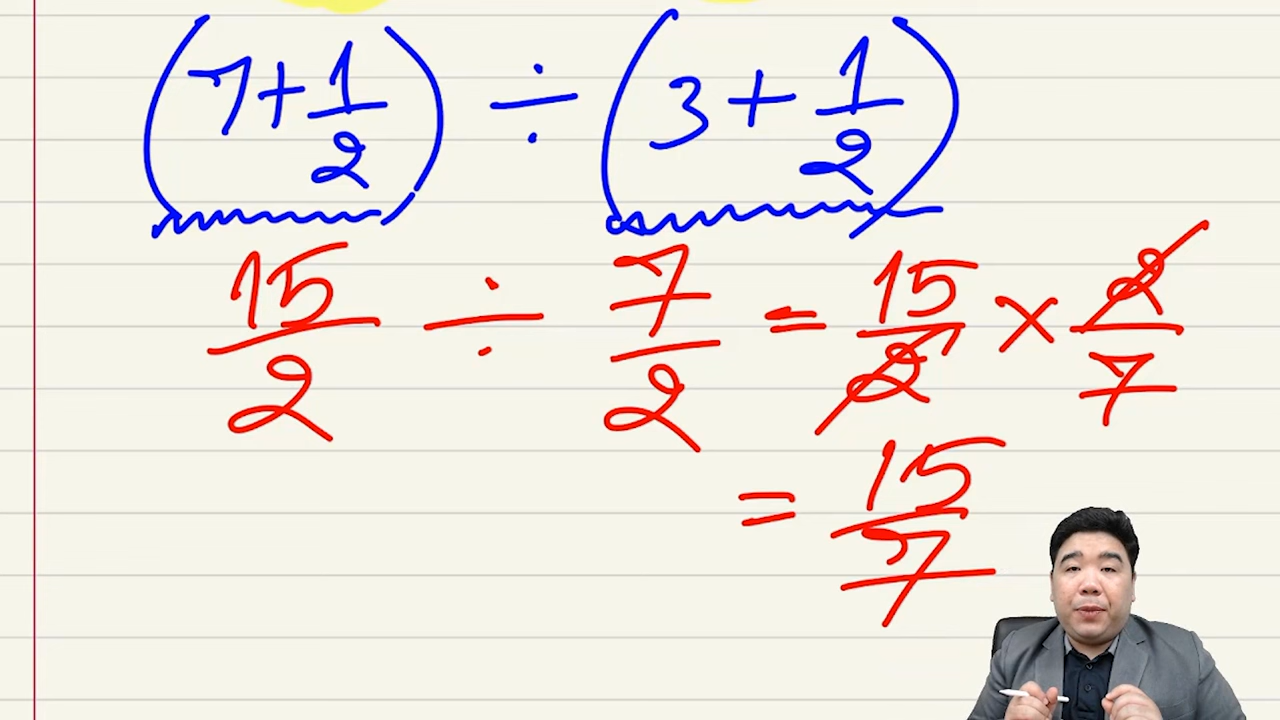 (7 + 1/2) ÷ (3 + 1/2)
15/2 ÷ 7/2 = 15/2 × 2/7
= 15/7